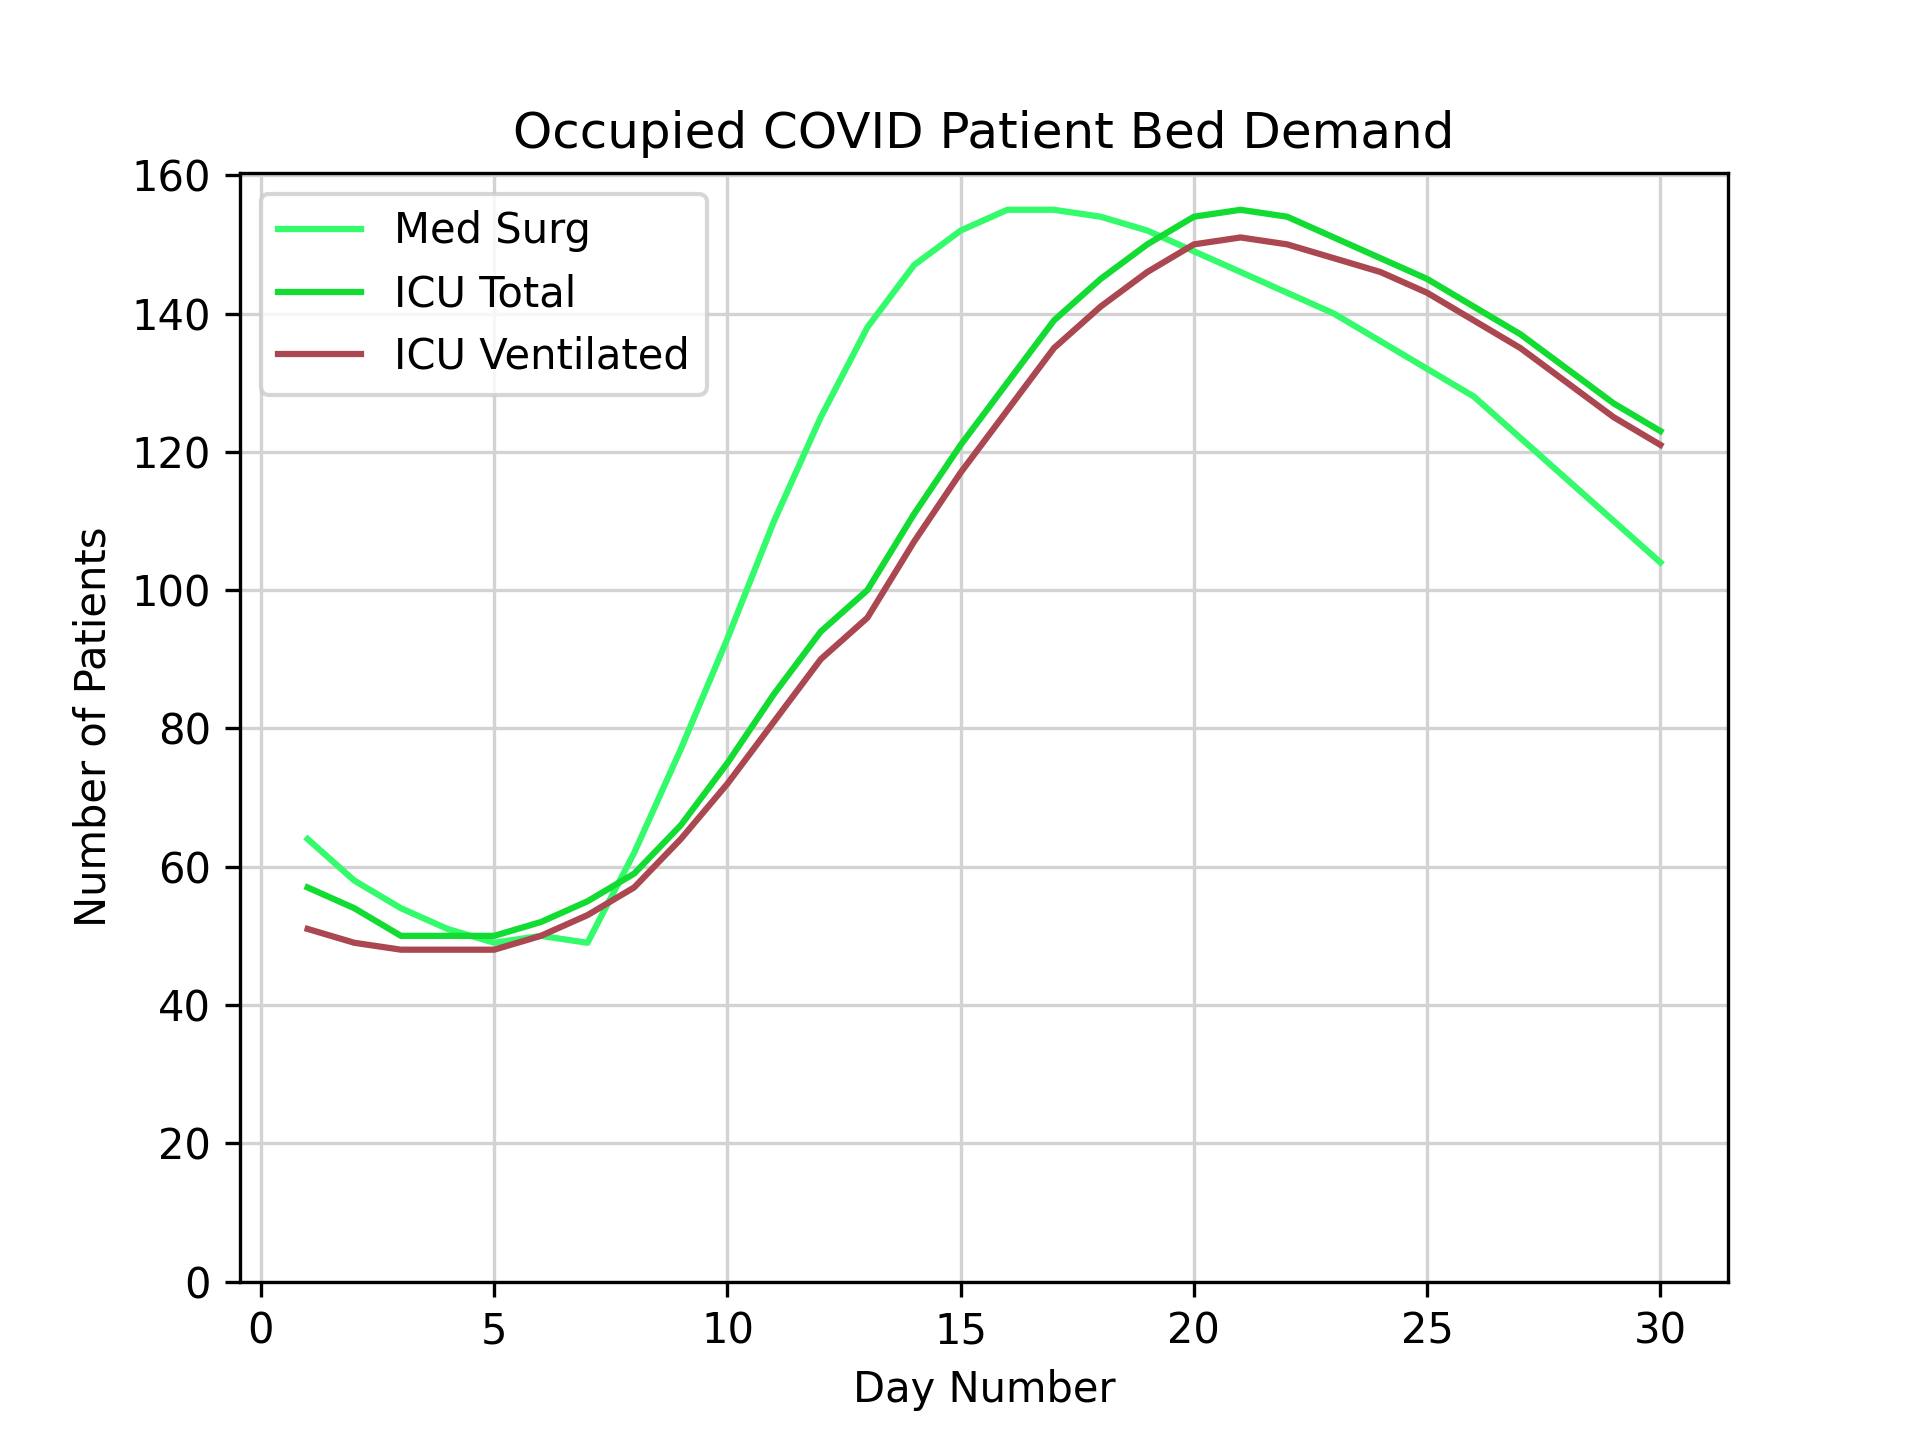 Occupied COVID Patient Bed Demand
Med Surg
ICU Total
ICU Ventilated
Number of Patients
160
140
120
100
80
60
40
20
0
0 5 10 15 20 25 30
Day Number